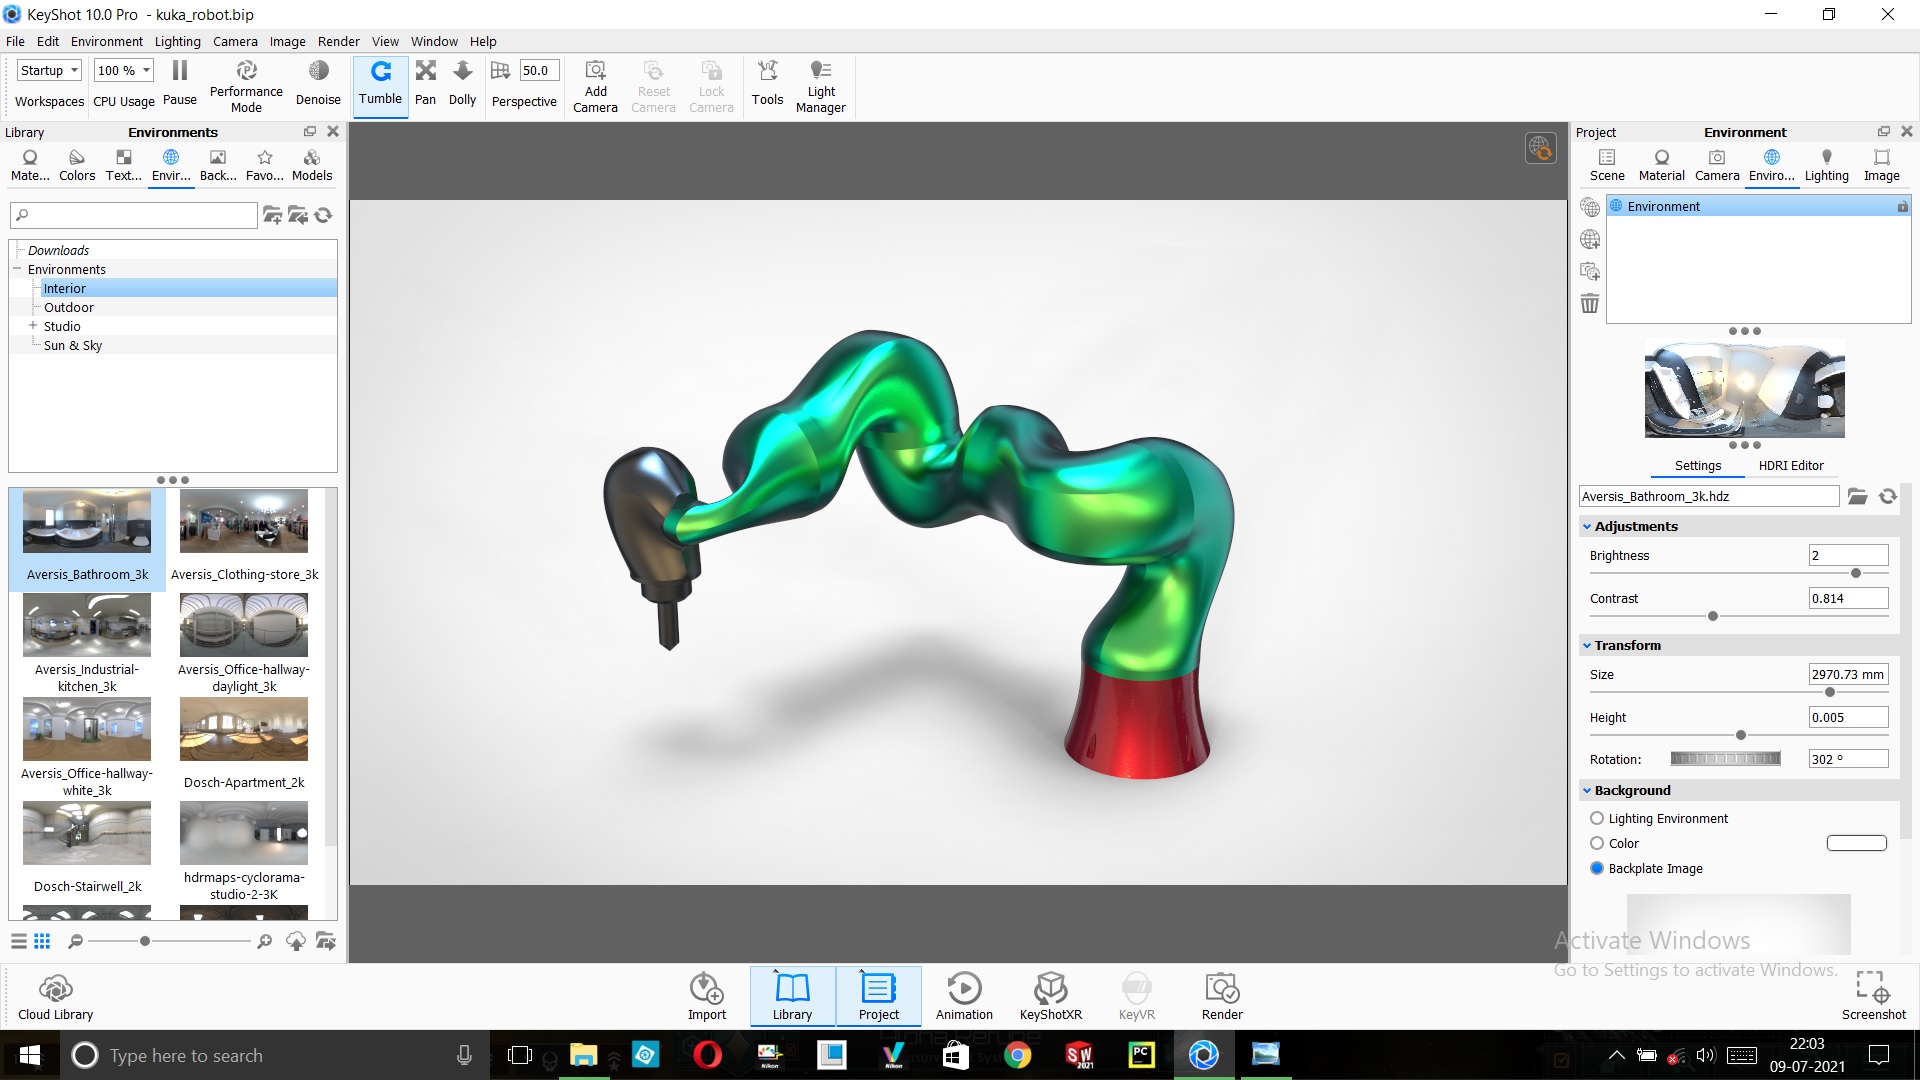 KeyShot 10.0 Pro - kuka_robot.bip
File Edit Environment Lighting Camera Image Render View Window Help
Startup
100 %
50.0
Workspaces CPU Usage Pause Performance Mode Denoise Tumble Pan Dolly Perspective Add Camera Reset Camera Lock Camera Tools Light Manager
Library Environments
Mate... Colors Text... Envir... Back... Favo... Models
Downloads
Environments
Interior
Outdoor
Studio
Sun & Sky
Aversis_Bathroom_3k
Aversis_Clothing-store_3k
Aversis_Industrial-
kitchen_3k
Aversis_Office-hallway-
daylight_3k
Aversis_Office-hallway-
white_3k
Dosch-Apartment_2k
Dosch-Stairwell_2k
hdrmaps-cyclorama-
studio-2-3K
Project Environment
Scene Material Camera Enviro... Lighting Image
Environment
Settings HDRI Editor
Aversis_Bathroom_3k.hdz
Adjustments
Brightness 2
Contrast 0.814
Transform
Size 2970.73 mm
Height 0.005
Rotation: 302 °
Background
Lighting Environment
Color
Backplate Image
Activate Windows
Go to Settings to activate Windows.
Cloud Library Import Library Project Animation KeyShotXR KeyVR Render Screenshot
Type here to search
Nikon
Nikon
SW
2021
PC
22:03
09-07-2021